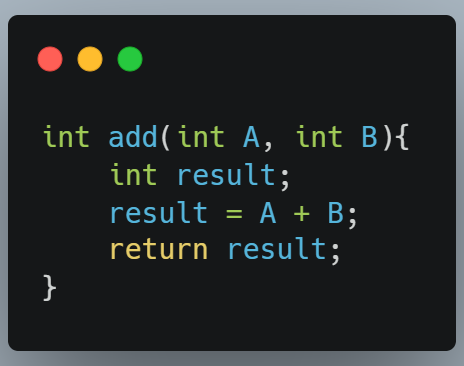 int add(int A, int B){
    int result;
    result = A + B;
    return result;
}